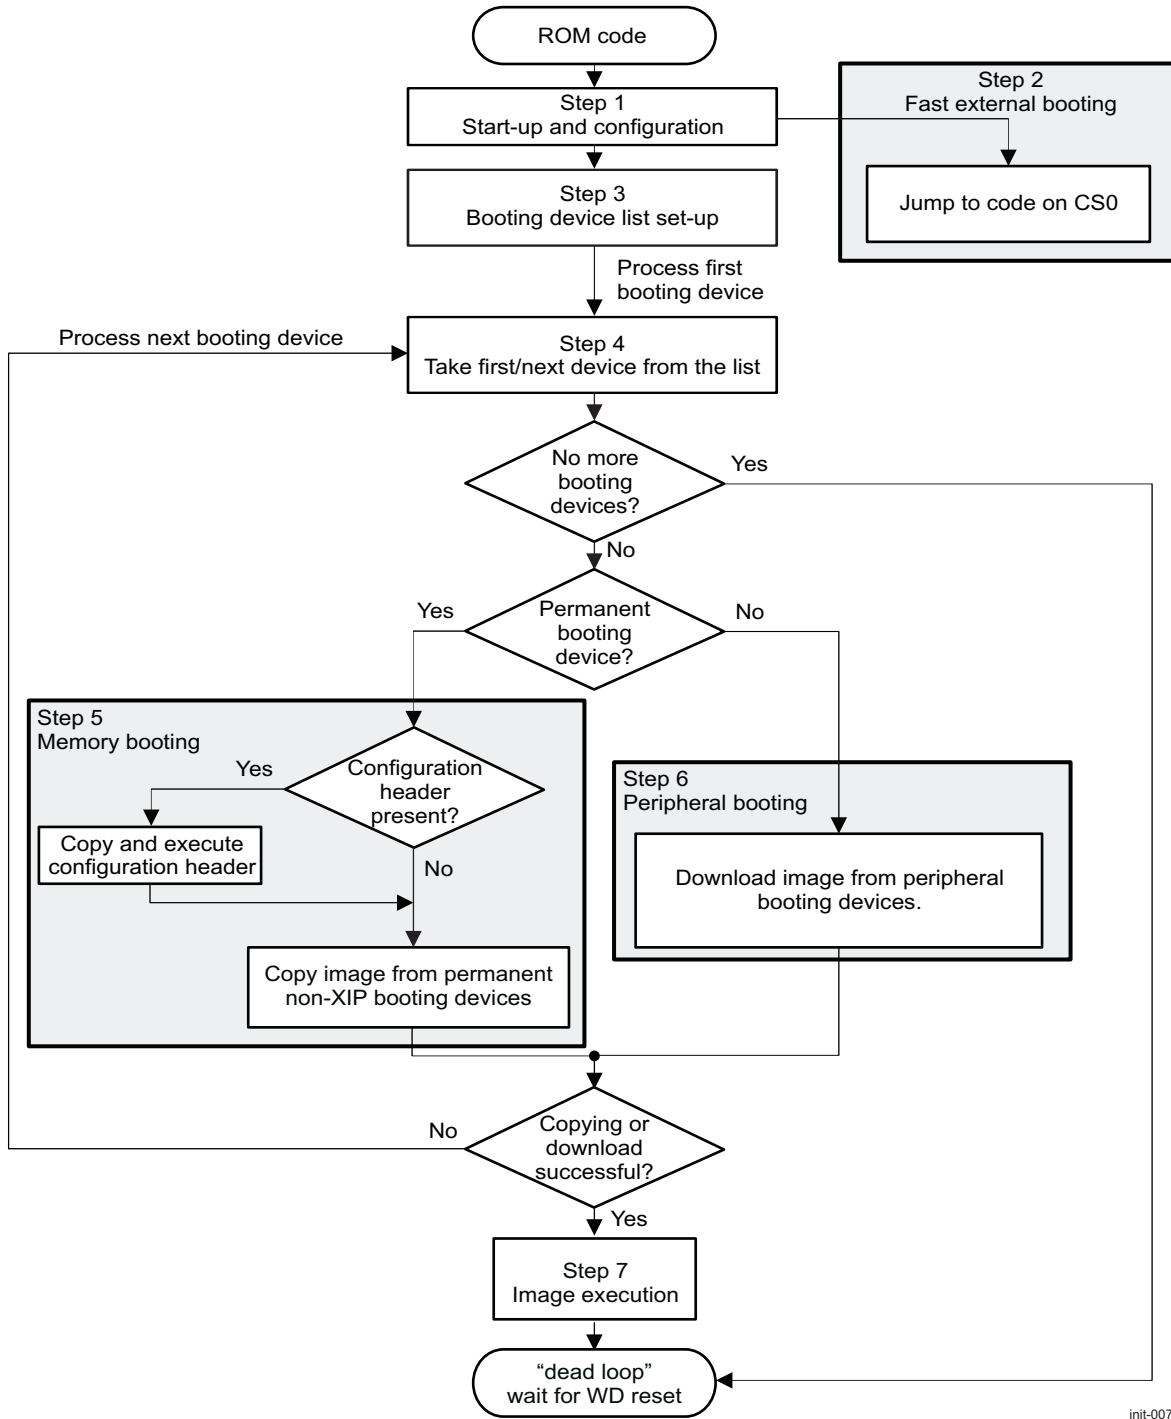 ROM code
Step 1
Start-up and configuration
Step 2
Fast external booting
Jump to code on CS0
Step 3
Booting device list set-up
Process first
booting device
Process next booting device
Step 4
Take first/next device from the list
No more
booting
devices?
Yes
No
Permanent
booting
device?
Yes
No
Step 5
Memory booting
Configuration
header
present?
Yes
Copy and execute
configuration header
No
Copy image from permanent
non-XIP booting devices
Step 6
Peripheral booting
Download image from peripheral
booting devices.
Copying or
download
successful?
No
Yes
Step 7
Image execution
“dead loop”
wait for WD reset
init-007